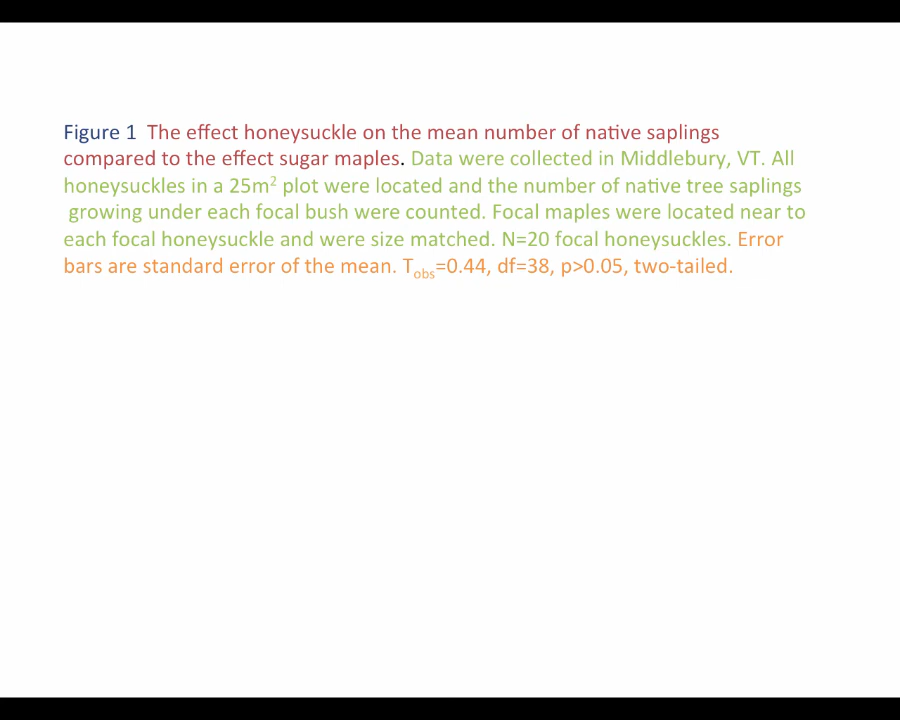 Figure 1  The effect honeysuckle on the mean number of native saplings
compared to the effect sugar maples. Data were collected in Middlebury, VT. All
honeysuckles in a 25m² plot were located and the number of native tree saplings
growing under each focal bush were counted. Focal maples were located near to
each focal honeysuckle and were size matched. N=20 focal honeysuckles. Error
bars are standard error of the mean. Tobs=0.44, df=38, p>0.05, two-tailed.